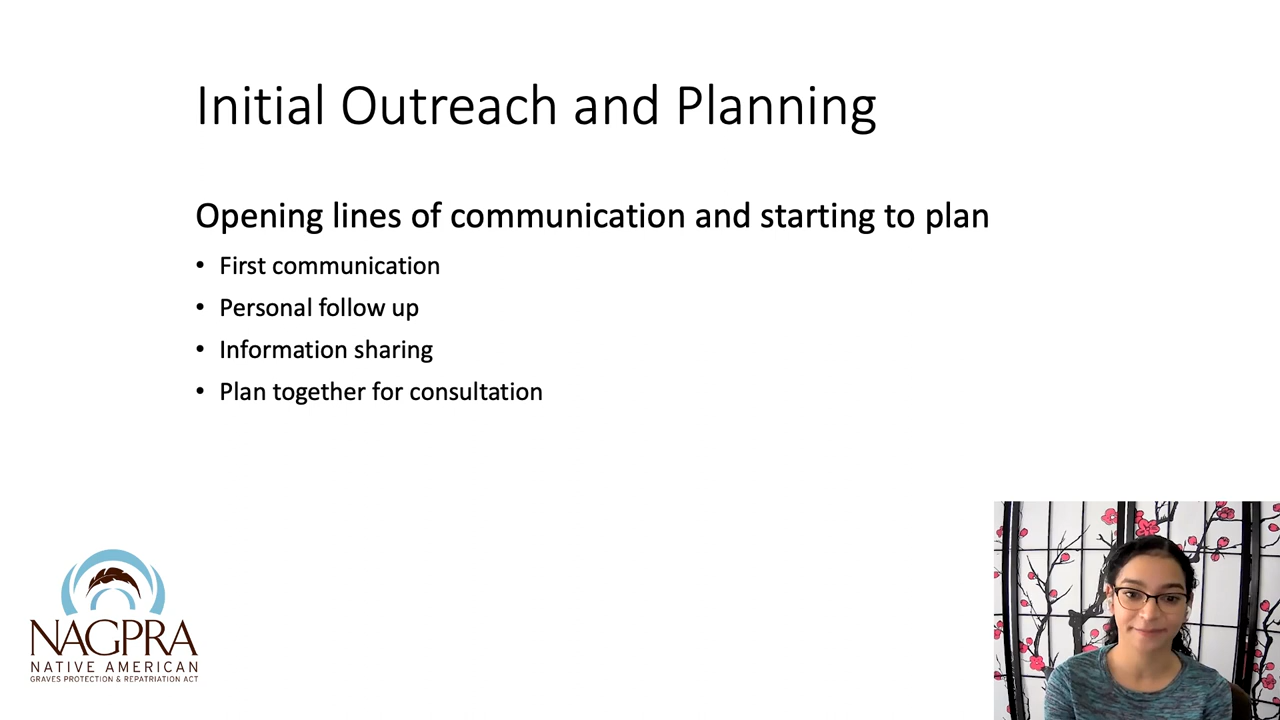 Initial Outreach and Planning
Opening lines of communication and starting to plan
• First communication
• Personal follow up
• Information sharing
• Plan together for consultation
NAGPRA
NATIVE AMERICAN
GRAVES PROTECTION & REPATRIATION ACT